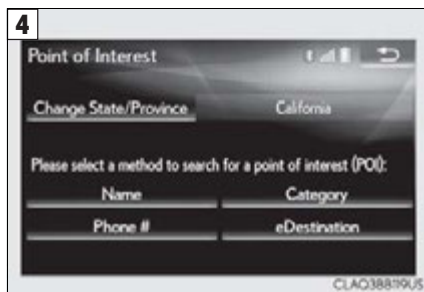 4
Point of Interest
Change State/Province California
Please select a method to search for a point of interest (POI):
Name Category
Phone # eDestination
CLAO388119US